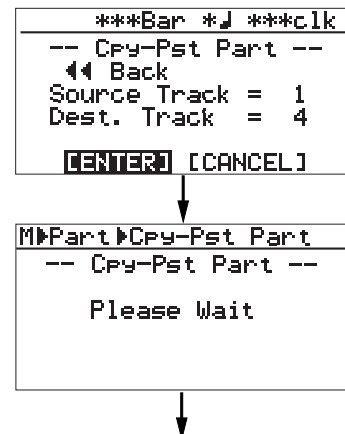 ***Bar *♩ ***clk
-- Cpy-Pst Part --
◀◀ Back
Source Track = 1
Dest. Track = 4
[ENTER] [CANCEL]
M▶Part▶Cpy-Pst Part
-- Cpy-Pst Part --
Please Wait